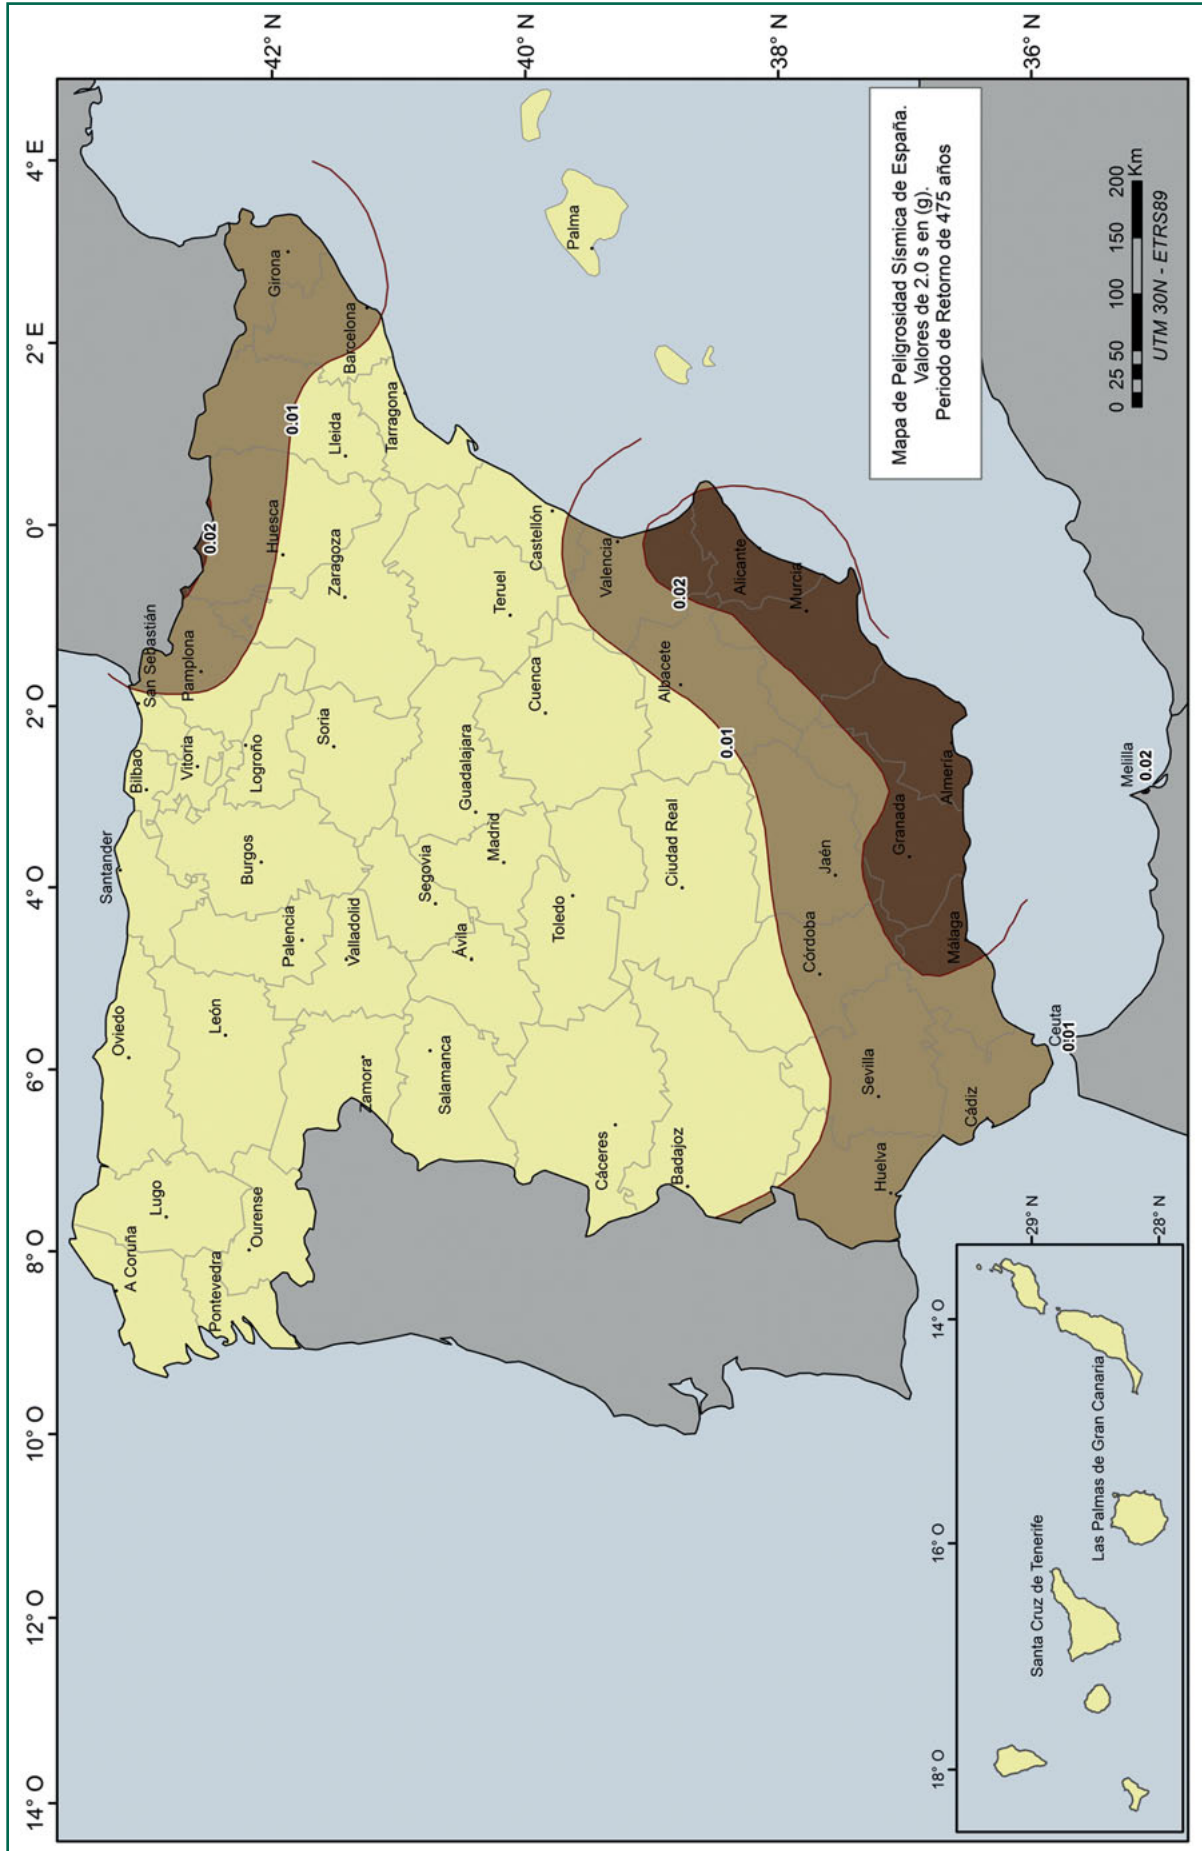 14° O
12° O
10° O
8° O
6° O
4° O
2° O
0°
2° E
4° E
42° N
40° N
38° N
36° N
A Coruña
Lugo
Oviedo
Santander
Bilbao
San Sebastián
Pontevedra
Ourense
León
Palencia
Burgos
Vitoria
Logroño
Pamplona
0.02
Huesca
0.01
Girona
Zamora
Valladolid
Soria
Zaragoza
Lleida
Barcelona
Tarragona
Salamanca
Ávila
Segovia
Guadalajara
Madrid
Teruel
Castellón
Cáceres
Toledo
Cuenca
Valencia
Palma
Badajoz
Ciudad Real
Albacete
0.02
0.01
Alicante
Murcia
Córdoba
Jaén
Huelva
Sevilla
Granada
Almería
Málaga
Cádiz
Ceuta
0.01
Melilla
0.02
Mapa de Peligrosidad Sísmica de España.
Valores de 2.0 s en (g).
Periodo de Retorno de 475 años
0 25 50 100 150 200
Km
UTM 30N - ETRS89
18° O
16° O
14° O
29° N
28° N
Santa Cruz de Tenerife
Las Palmas de Gran Canaria